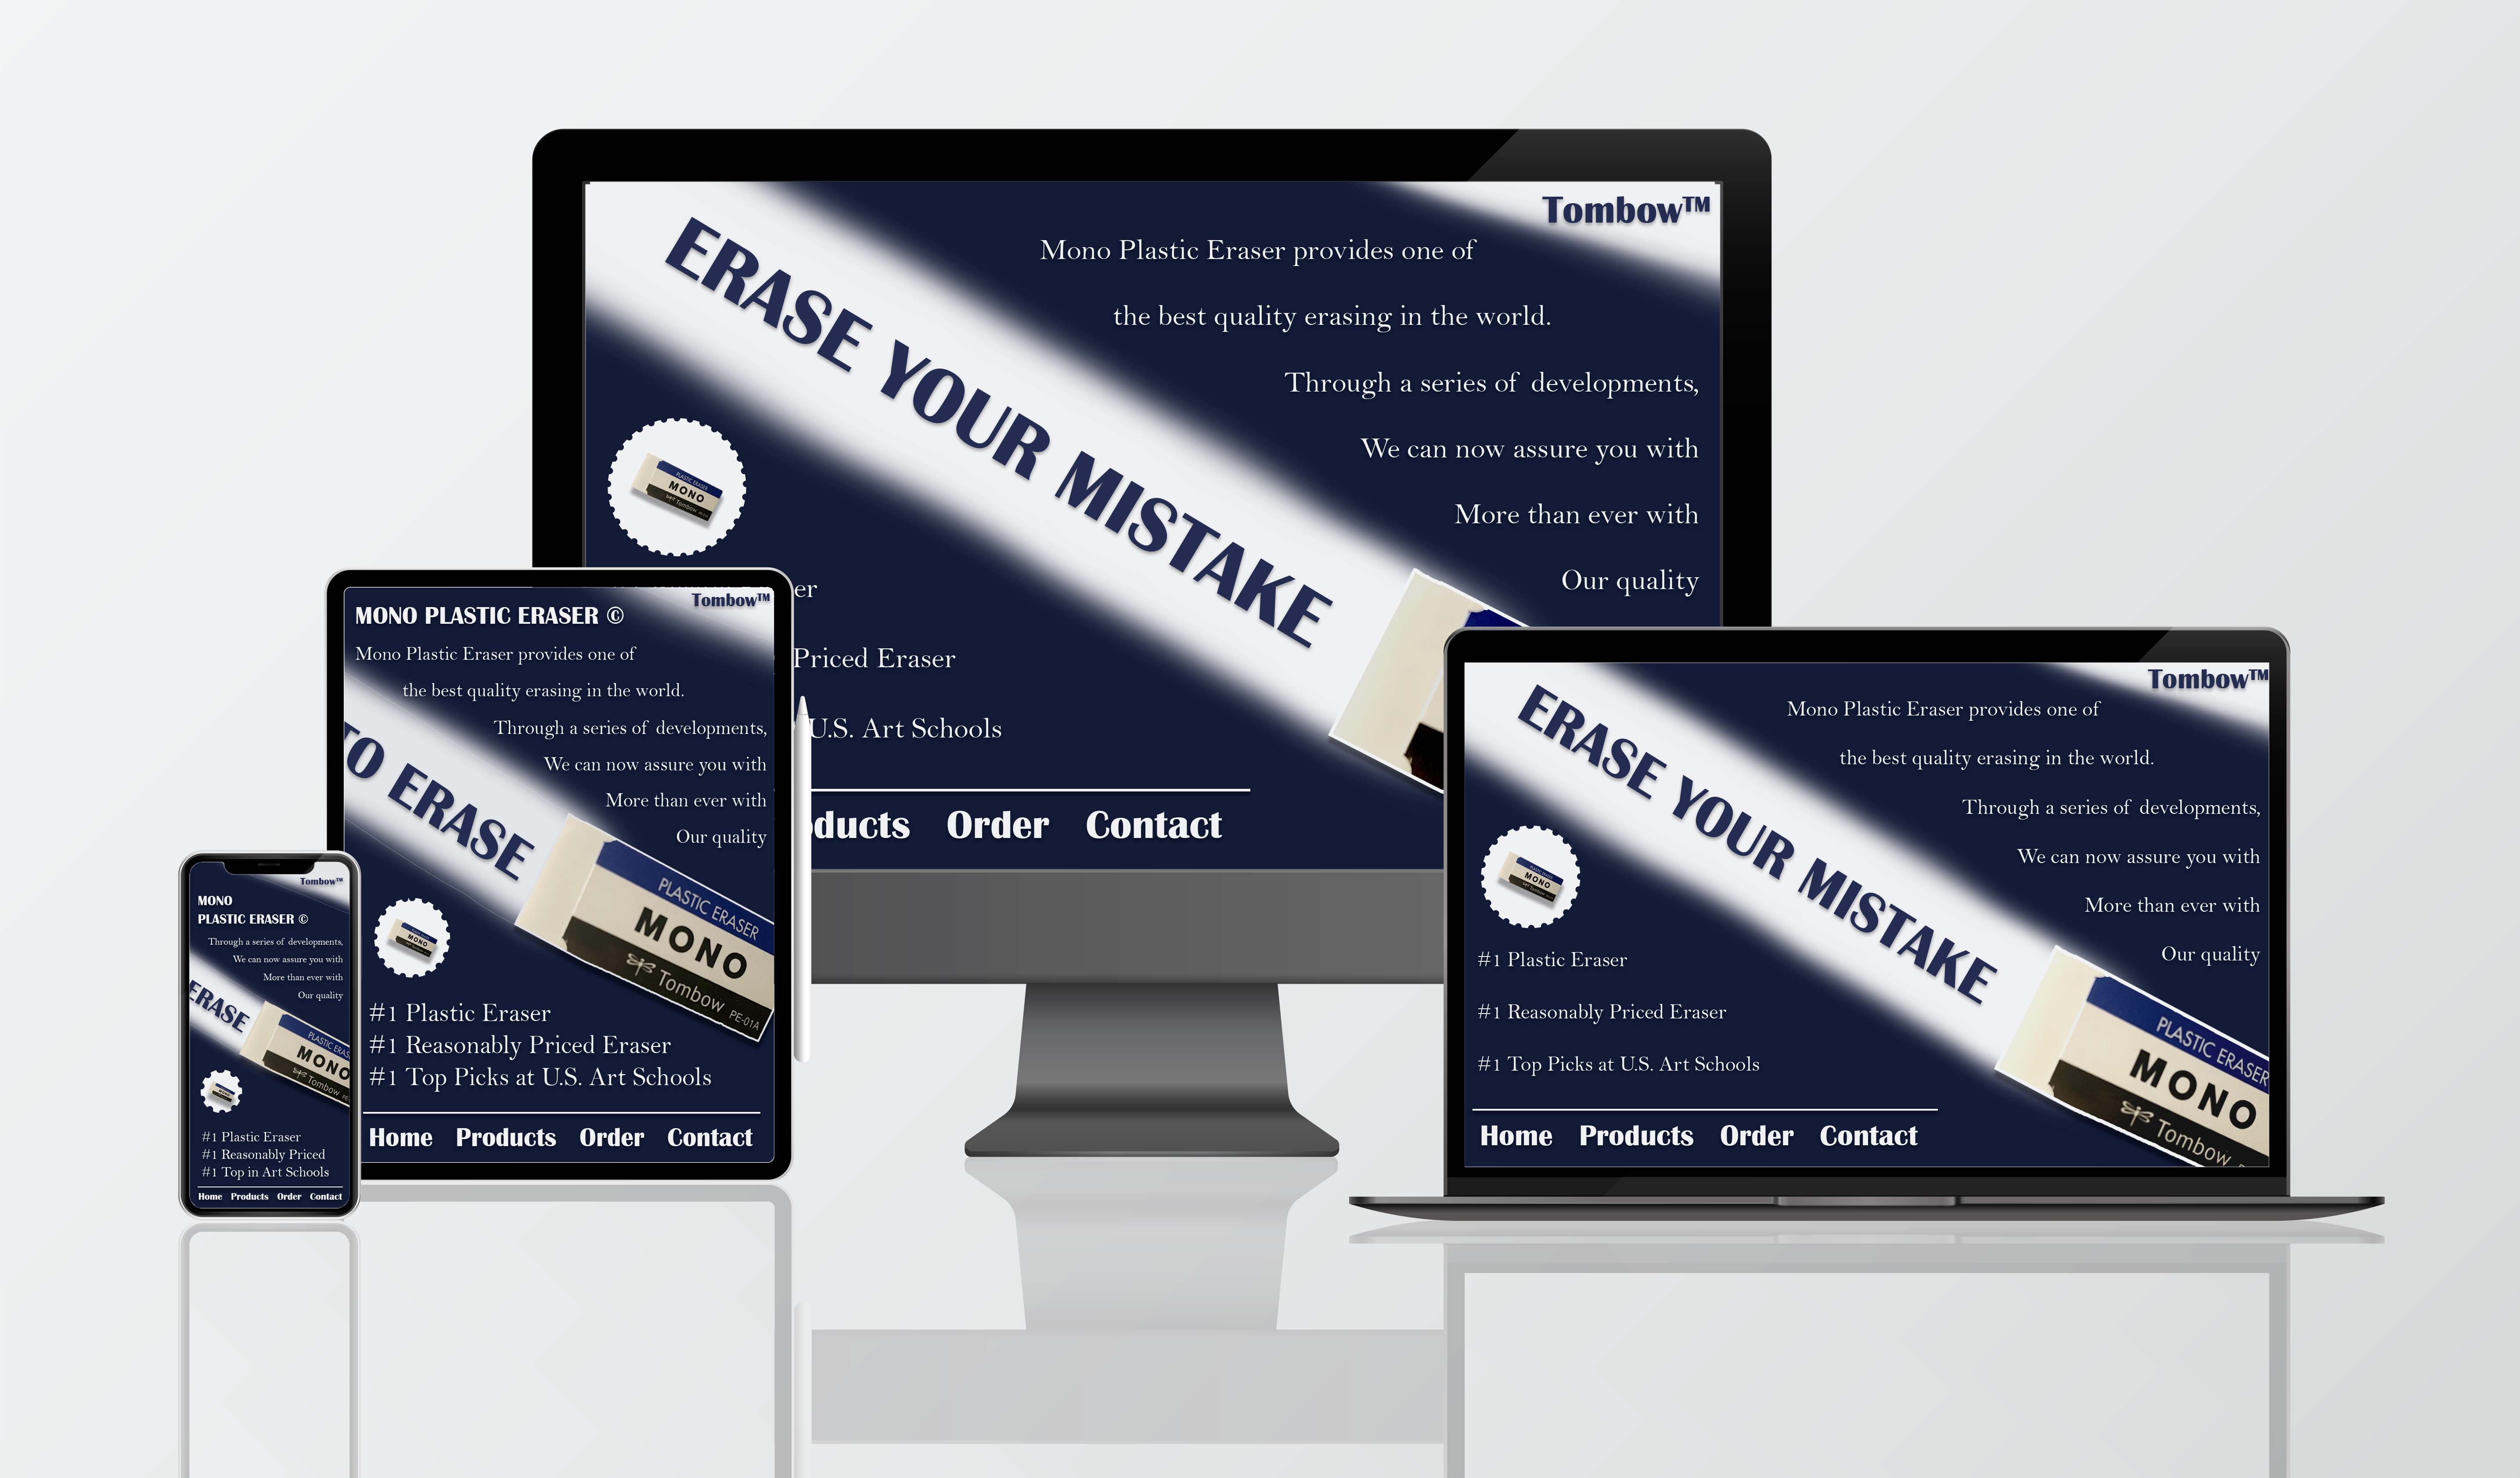 Tombow™
ERASE YOUR MISTAKE
Mono Plastic Eraser provides one of
the best quality erasing in the world.
Through a series of developments,
We can now assure you with
More than ever with
Our quality
PLASTIC ERASER
MONO
Tombow
er
Priced Eraser
U.S. Art Schools
ducts Order Contact
Tombow™
MONO PLASTIC ERASER ©
Mono Plastic Eraser provides one of
the best quality erasing in the world.
Through a series of developments,
We can now assure you with
More than ever with
Our quality
TO ERASE
PLASTIC ERASER
MONO
Tombow PE-01A
MONO
#1 Plastic Eraser
#1 Reasonably Priced Eraser
#1 Top Picks at U.S. Art Schools
Home Products Order Contact
Tombow™
MONO
PLASTIC ERASER ©
Through a series of developments,
We can now assure you with
More than ever with
Our quality
ERASE
PLASTIC ERAS
MONO
Tombow PE
#1 Plastic Eraser
#1 Reasonably Priced
#1 Top in Art Schools
Home Products Order Contact
Tombow™
ERASE YOUR MISTAKE
Mono Plastic Eraser provides one of
the best quality erasing in the world.
Through a series of developments,
We can now assure you with
More than ever with
Our quality
MONO
#1 Plastic Eraser
#1 Reasonably Priced Eraser
#1 Top Picks at U.S. Art Schools
PLASTIC ERASER
MONO
Tombow
Home Products Order Contact